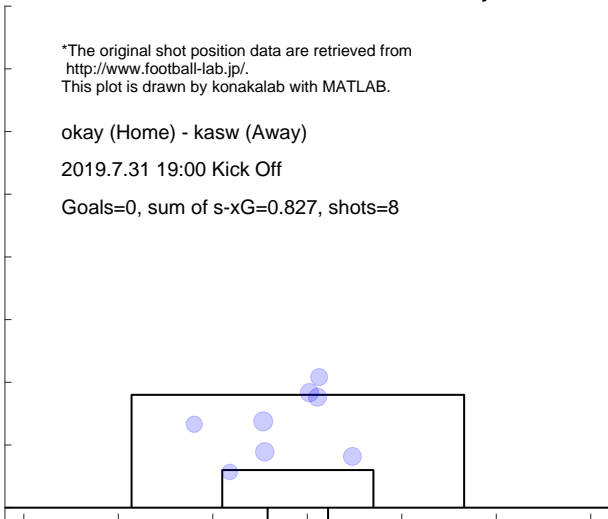 *The original shot position data are retrieved from
http://www.football-lab.jp/.
This plot is drawn by konakalab with MATLAB.
okay (Home) - kasw (Away)
2019.7.31 19:00 Kick Off
Goals=0, sum of s-xG=0.827, shots=8